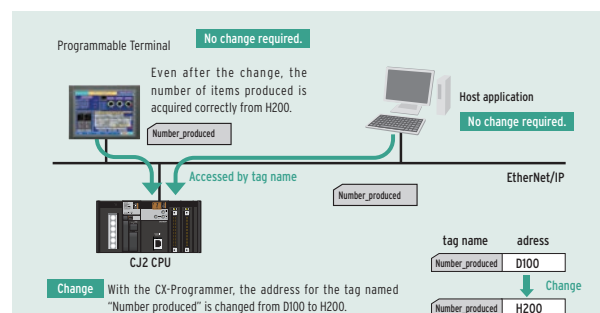 Programmable Terminal
No change required.
Even after the change, the
number of items produced is
acquired correctly from H200.
Number_produced
Host application
No change required.
Accessed by tag name
EtherNet/IP
Number_produced
CJ2 CPU
tag name adress
Number_produced D100
Change
Number_produced H200
Change With the CX-Programmer, the address for the tag named
“Number produced” is changed from D100 to H200.